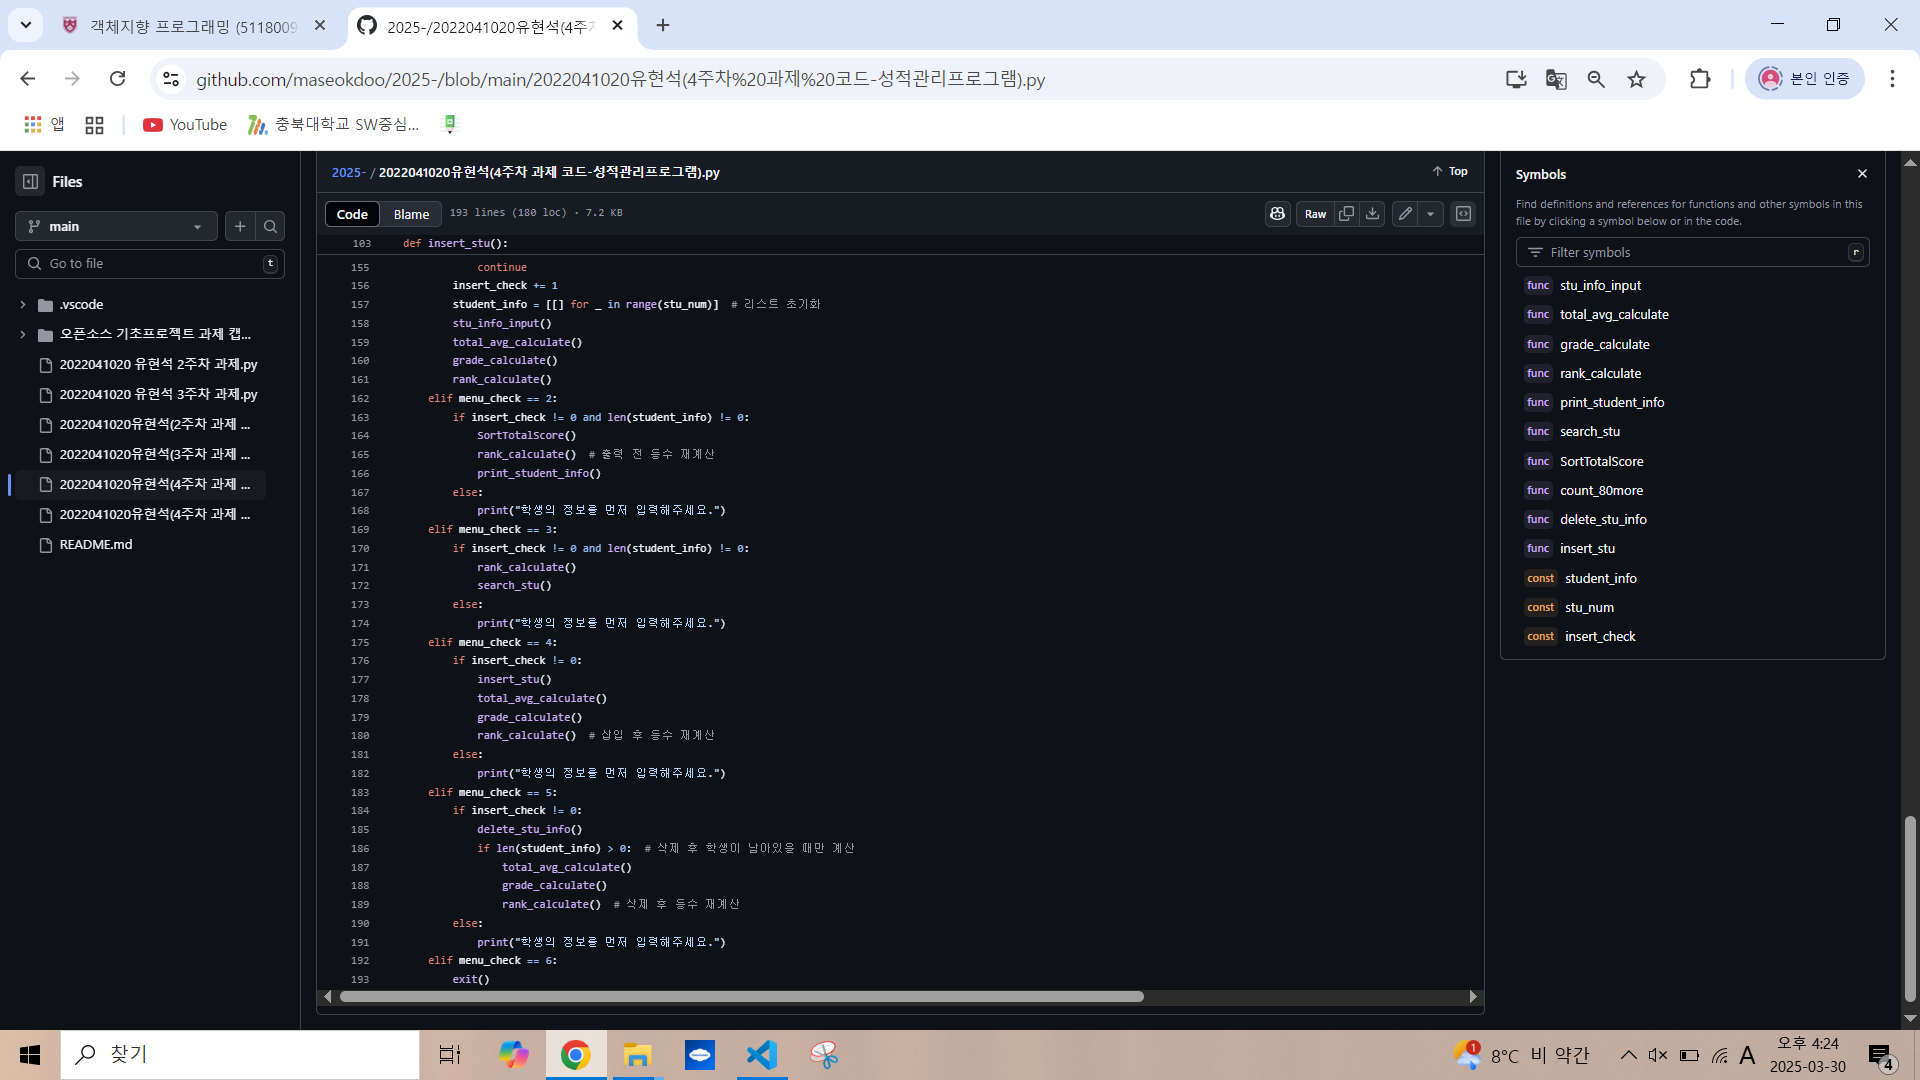 객체지향 프로그래밍 (5118009
2025-/2022041020유현석(4주차
github.com/maseokdoo/2025-/blob/main/2022041020유현석(4주차%20과제%20코드-성적관리프로그램).py
본인 인증
앱
YouTube
충북대학교 SW중심...
Files
main
Go to file
t
.vscode
오픈소스 기초프로젝트 과제 캡...
2022041020 유현석 2주차 과제.py
2022041020 유현석 3주차 과제.py
2022041020유현석(2주차 과제 ...
2022041020유현석(3주차 과제 ...
2022041020유현석(4주차 과제 ...
2022041020유현석(4주차 과제 ...
README.md
2025- / 2022041020유현석(4주차 과제 코드-성적관리프로그램).py
Top
Code Blame 193 lines (180 loc) · 7.2 KB
Raw
103 def insert_stu():
155 continue
156 insert_check += 1
157 student_info = [[] for _ in range(stu_num)] # 리스트 초기화
158 stu_info_input()
159 total_avg_calculate()
160 grade_calculate()
161 rank_calculate()
162 elif menu_check == 2:
163 if insert_check != 0 and len(student_info) != 0:
164 SortTotalScore()
165 rank_calculate() # 출력 전 등수 재계산
166 print_student_info()
167 else:
168 print("학생의 정보를 먼저 입력해주세요.")
169 elif menu_check == 3:
170 if insert_check != 0 and len(student_info) != 0:
171 rank_calculate()
172 search_stu()
173 else:
174 print("학생의 정보를 먼저 입력해주세요.")
175 elif menu_check == 4:
176 if insert_check != 0:
177 insert_stu()
178 total_avg_calculate()
179 grade_calculate()
180 rank_calculate() # 삽입 후 등수 재계산
181 else:
182 print("학생의 정보를 먼저 입력해주세요.")
183 elif menu_check == 5:
184 if insert_check != 0:
185 delete_stu_info()
186 if len(student_info) > 0: # 삭제 후 학생이 남아있을 때만 계산
187 total_avg_calculate()
188 grade_calculate()
189 rank_calculate() # 삭제 후 등수 재계산
190 else:
191 print("학생의 정보를 먼저 입력해주세요.")
192 elif menu_check == 6:
193 exit()
Symbols
Find definitions and references for functions and other symbols in this
file by clicking a symbol below or in the code.
Filter symbols
r
func stu_info_input
func total_avg_calculate
func grade_calculate
func rank_calculate
func print_student_info
func search_stu
func SortTotalScore
func count_80more
func delete_stu_info
func insert_stu
const student_info
const stu_num
const insert_check
찾기
1
8°C 비 약간
A
오후 4:24
2025-03-30
4